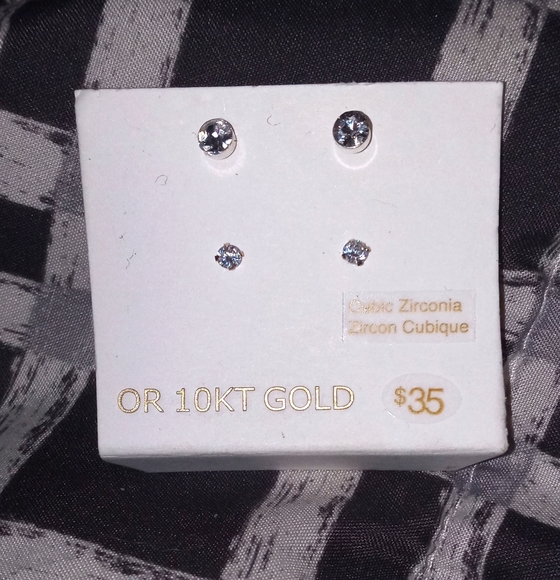 Cubic Zirconia
Zircon Cubique
OR 10KT GOLD
$35